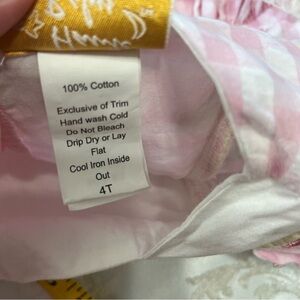 100% Cotton
Exclusive of Trim
Hand wash Cold
Do Not Bleach
Drip Dry or Lay
Flat
Cool Iron Inside
Out
4T